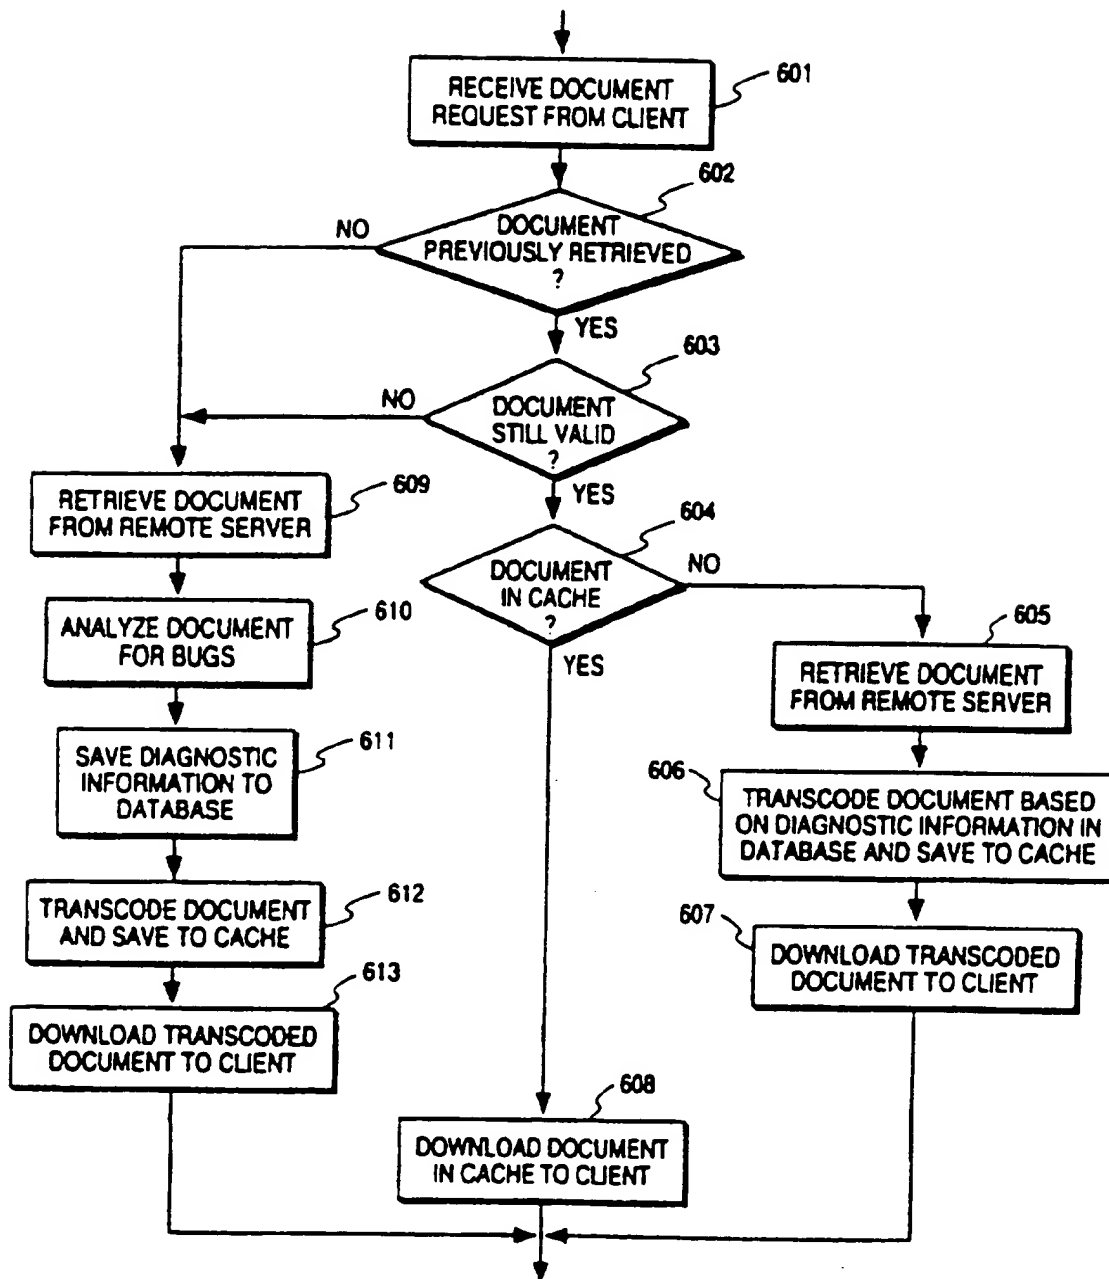 RECEIVE DOCUMENT
REQUEST FROM CLIENT
601
602
DOCUMENT
PREVIOUSLY RETRIEVED
?
NO
YES
603
DOCUMENT
STILL VALID
?
NO
YES
604
DOCUMENT
IN CACHE
?
NO
YES
609
RETRIEVE DOCUMENT
FROM REMOTE SERVER
610
ANALYZE DOCUMENT
FOR BUGS
611
SAVE DIAGNOSTIC
INFORMATION TO
DATABASE
612
TRANSCODE DOCUMENT
AND SAVE TO CACHE
613
DOWNLOAD TRANSCODED
DOCUMENT TO CLIENT
605
RETRIEVE DOCUMENT
FROM REMOTE SERVER
606
TRANSCODE DOCUMENT BASED
ON DIAGNOSTIC INFORMATION IN
DATABASE AND SAVE TO CACHE
607
DOWNLOAD TRANSCODED
DOCUMENT TO CLIENT
608
DOWNLOAD DOCUMENT
IN CACHE TO CLIENT